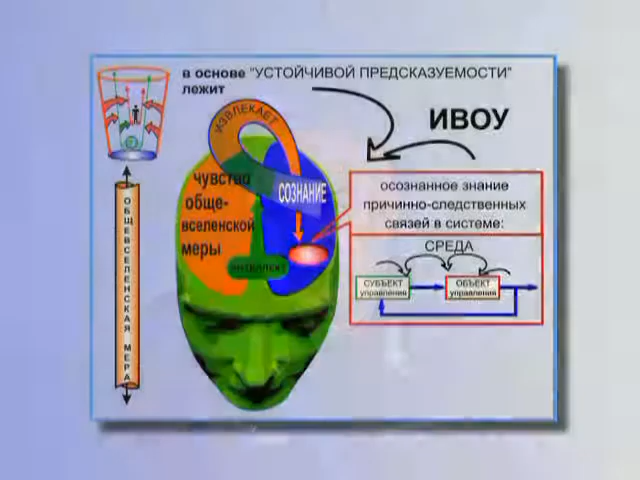 в основе "УСТОЙЧИВОЙ ПРЕДСКАЗУЕМОСТИ"
лежит
ИЗВЛЕКАЕТ
ИВОУ
чувство
обще-
вселенской
меры
СОЗНАНИЕ
интеллект
ОБЩЕВСЕЛЕНСКАЯ МЕРА
осознанное знание
причинно-следственных
связей в системе:
СРЕДА
СУБЪЕКТ
управления
ОБЪЕКТ
управления